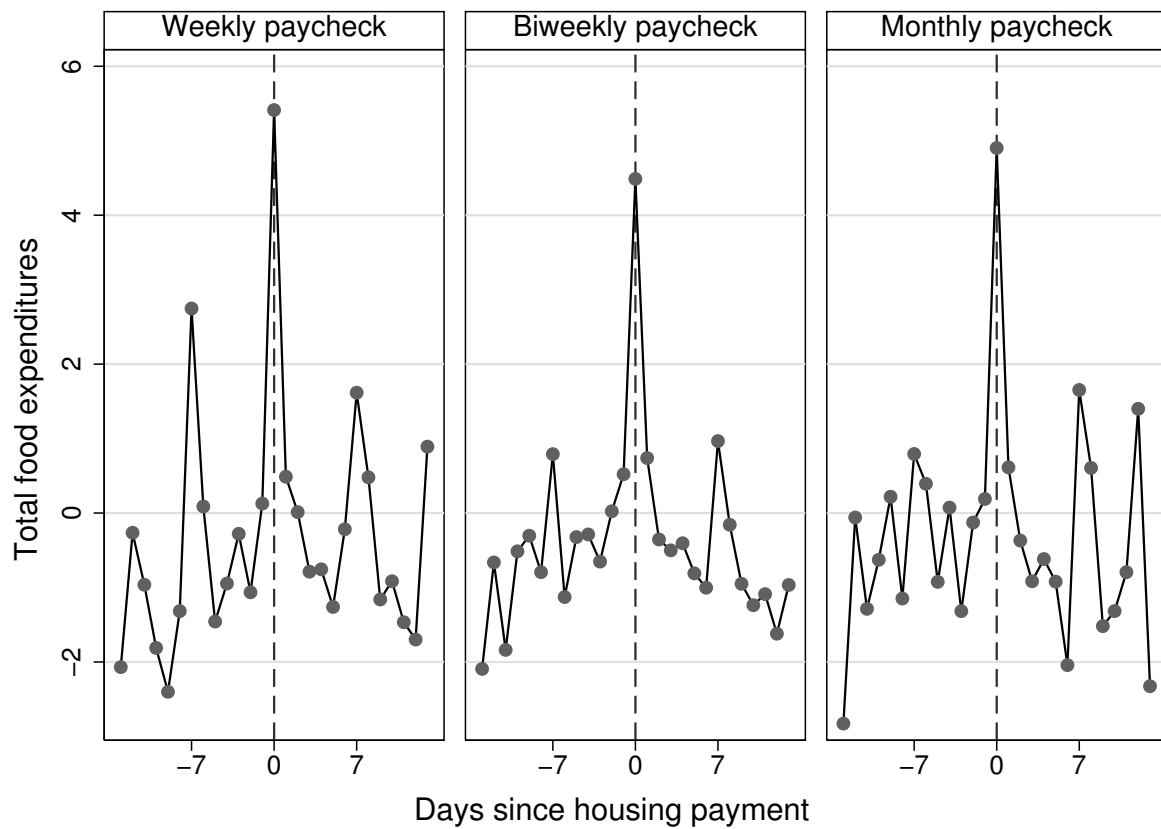 Weekly paycheck
Biweekly paycheck
Monthly paycheck
Total food expenditures
6
4
2
0
−2
−7 0 7
−7 0 7
−7 0 7
Days since housing payment